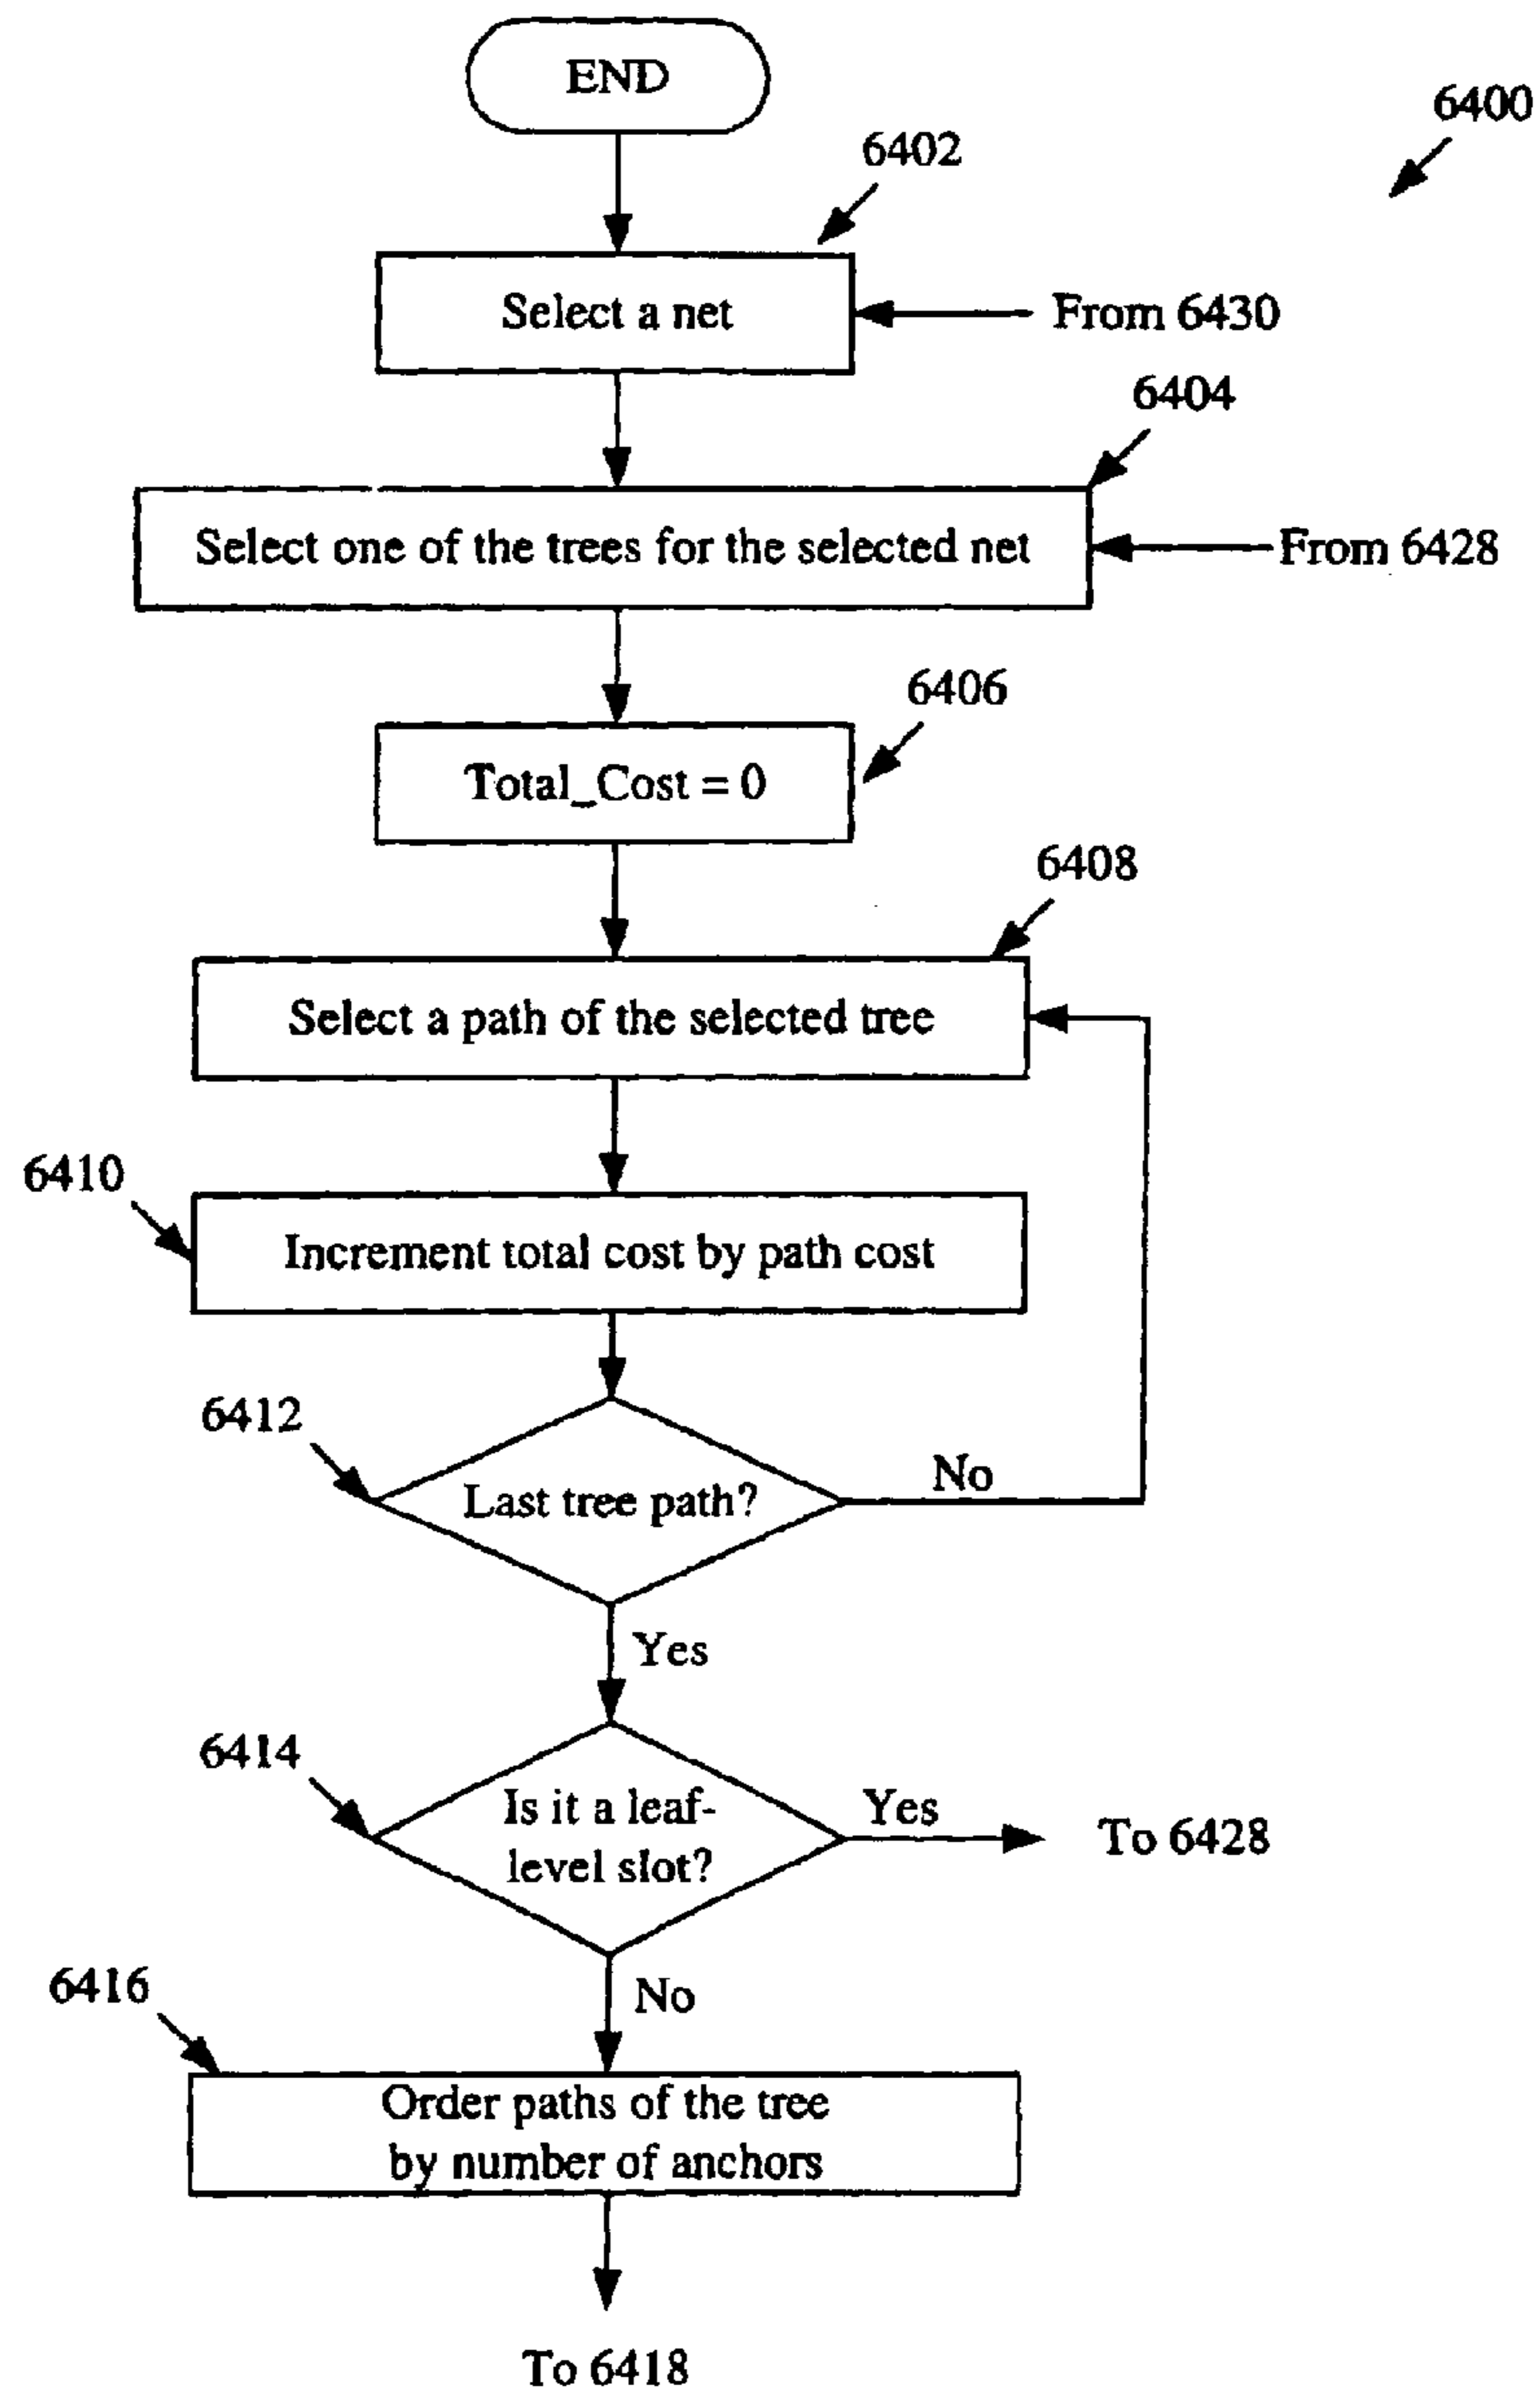 END
6400
6402
Select a net
From 6430
6404
Select one of the trees for the selected net
From 6428
6406
Total_Cost = 0
6408
Select a path of the selected tree
6410
Increment total cost by path cost
6412
Last tree path?
No
Yes
6414
Is it a leaf-
level slot?
Yes
To 6428
No
6416
Order paths of the tree
by number of anchors
To 6418